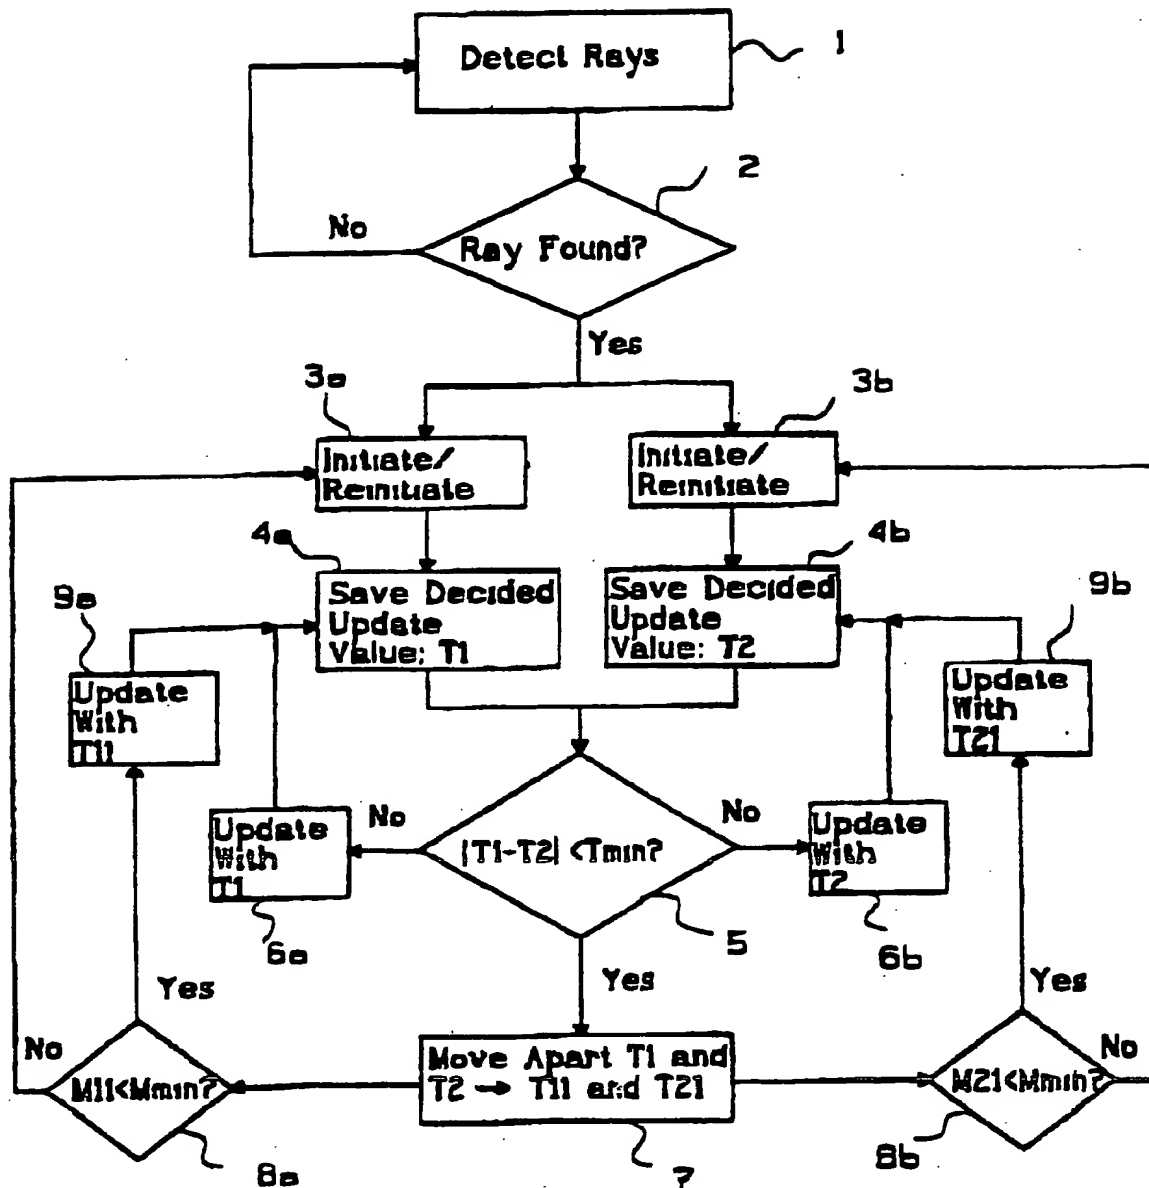 Detect Rays
1
2
No
Ray Found?
Yes
3a
3b
Initiate/
Reinitiate
Initiate/
Reinitiate
4a
4b
9a
Save Decided
Update
Value: T1
Save Decided
Update
Value: T2
9b
Update
With
T11
Update
With
T21
No
No
Update
With
T1
|T1-T2| <Tmin?
Update
With
T2
6a
5
6b
Yes
Yes
Yes
No
No
M11<Mmin?
Move Apart T1 and
T2 → T11 and T21
M21<Mmin?
8a
7
8b